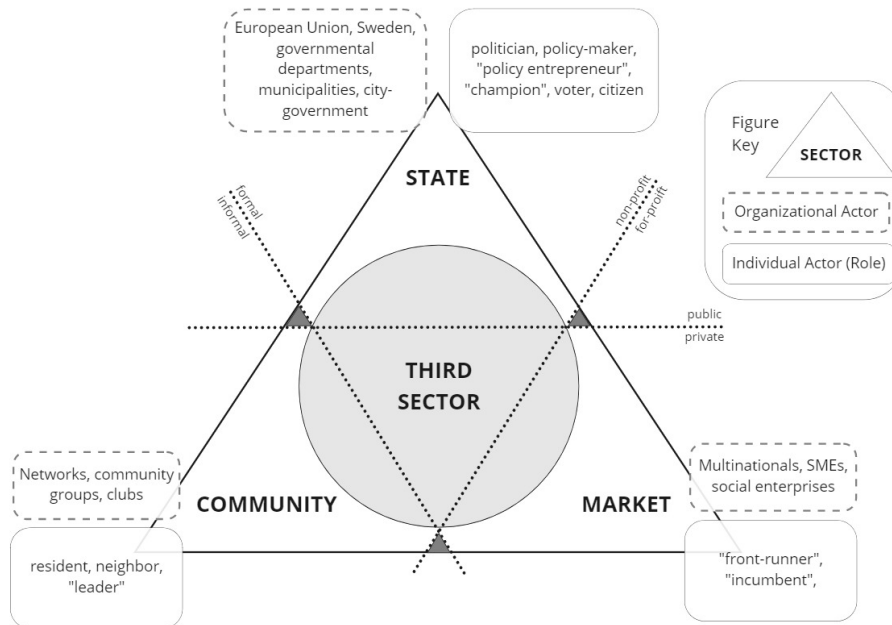 European Union, Sweden,
governmental
departments,
municipalities, city-
government
politician, policy-maker,
"policy entrepreneur",
"champion", voter, citizen
Figure
Key
SECTOR
Organizational Actor
Individual Actor (Role)
STATE
formal
informal
non-profit
for-proift
public
private
THIRD
SECTOR
Networks, community
groups, clubs
COMMUNITY
MARKET
Multinationals, SMEs,
social enterprises
resident, neighbor,
"leader"
"front-runner",
"incumbent",